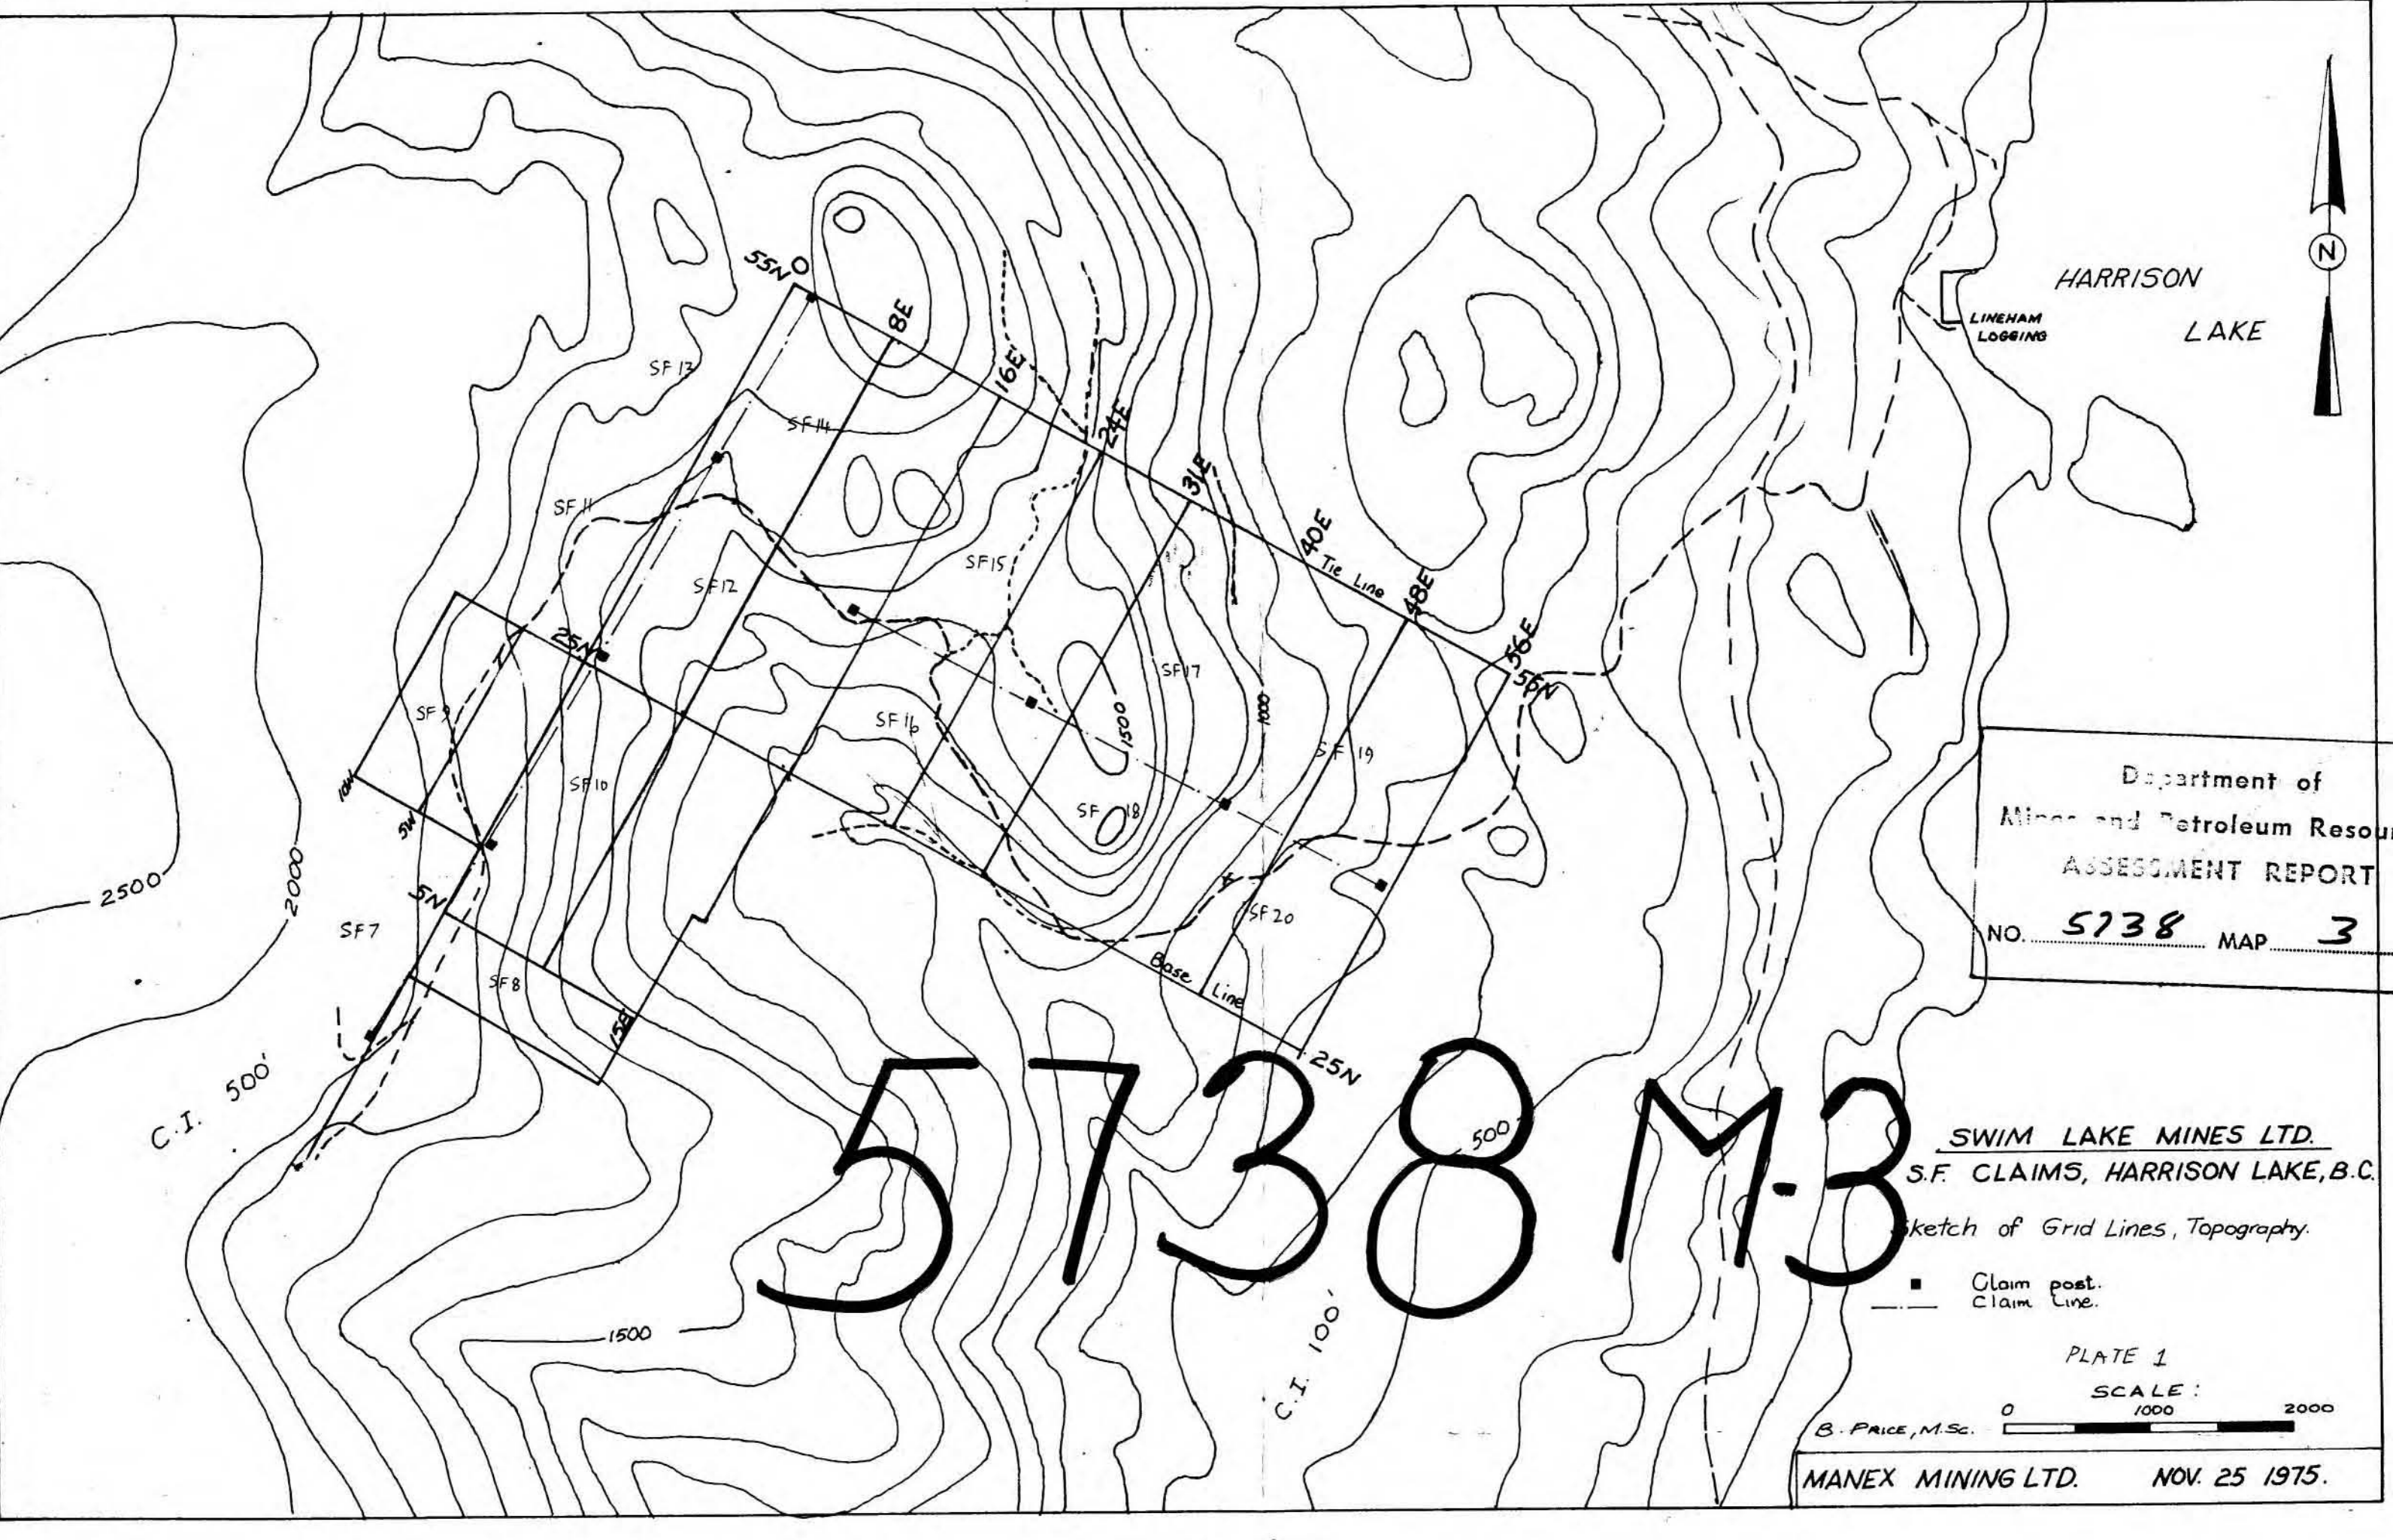 HARRISON
LAKE
LINEHAM
LOGGING
N
55N
O
8E
16E
24E
31E
40E
Tie Line
48E
56E
55N
SF 13
SF 14
SF 11
SF 12
SF 15
SF 17
25N
SF 9
SF 10
SF 16
SF 18
SF 19
SF 20
1500
1000
10W
5W
5N
SF 7
SF 8
15E
2500
2000
Base Line
25N
C.I. 500'
500
1500
C.I. 100'
5738 M-3
Department of
Mines and Petroleum Resou
ASSESSMENT REPORT
NO. 5738 MAP 3
SWIM LAKE MINES LTD.
S.F. CLAIMS, HARRISON LAKE, B.C.
Sketch of Grid Lines, Topography.
Claim post.
Claim Line.
PLATE 1
SCALE:
0 1000 2000
B. PRICE, M.Sc.
MANEX MINING LTD. NOV. 25 1975.